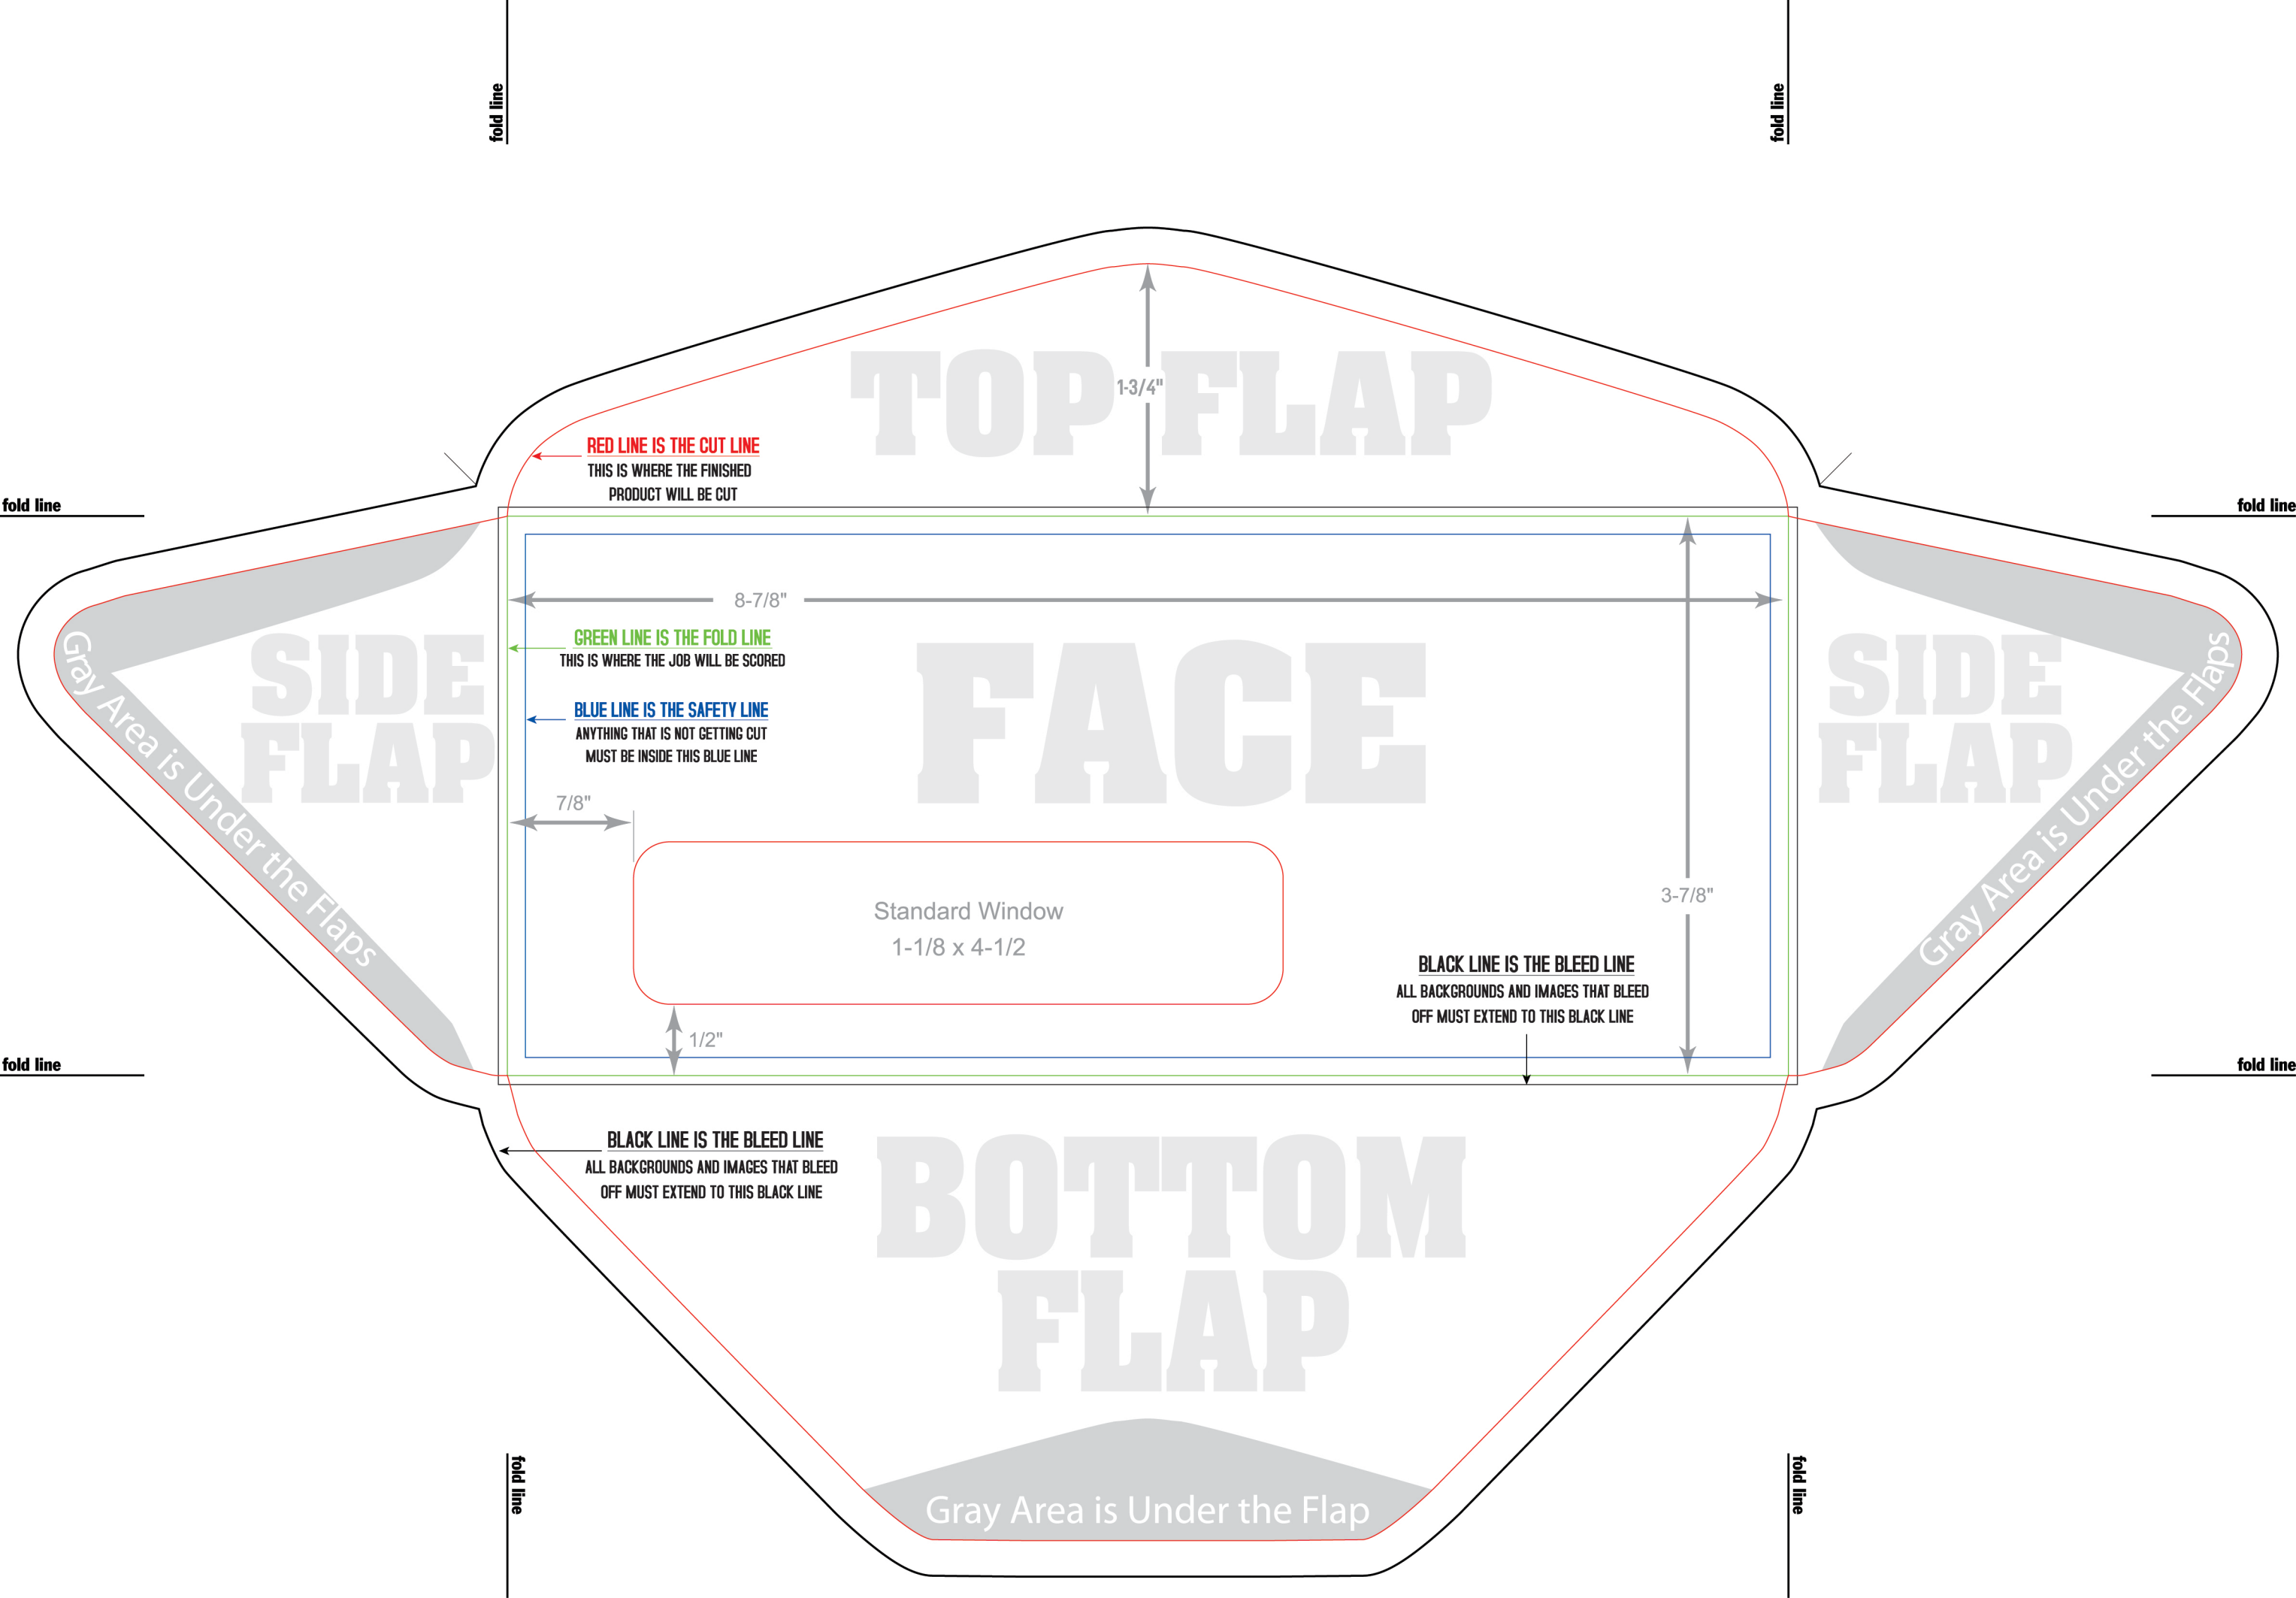 fold line
fold line
TOP FLAP
1-3/4"
RED LINE IS THE CUT LINE
THIS IS WHERE THE FINISHED
PRODUCT WILL BE CUT
fold line
fold line
8-7/8"
GREEN LINE IS THE FOLD LINE
THIS IS WHERE THE JOB WILL BE SCORED
BLUE LINE IS THE SAFETY LINE
ANYTHING THAT IS NOT GETTING CUT
MUST BE INSIDE THIS BLUE LINE
FACE
SIDE
FLAP
Gray Area is Under the Flaps
SIDE
FLAP
Gray Area is Under the Flaps
7/8"
3-7/8"
Standard Window
1-1/8 x 4-1/2
1/2"
BLACK LINE IS THE BLEED LINE
ALL BACKGROUNDS AND IMAGES THAT BLEED
OFF MUST EXTEND TO THIS BLACK LINE
fold line
fold line
BLACK LINE IS THE BLEED LINE
ALL BACKGROUNDS AND IMAGES THAT BLEED
OFF MUST EXTEND TO THIS BLACK LINE
BOTTOM
FLAP
Gray Area is Under the Flap
fold line
fold line